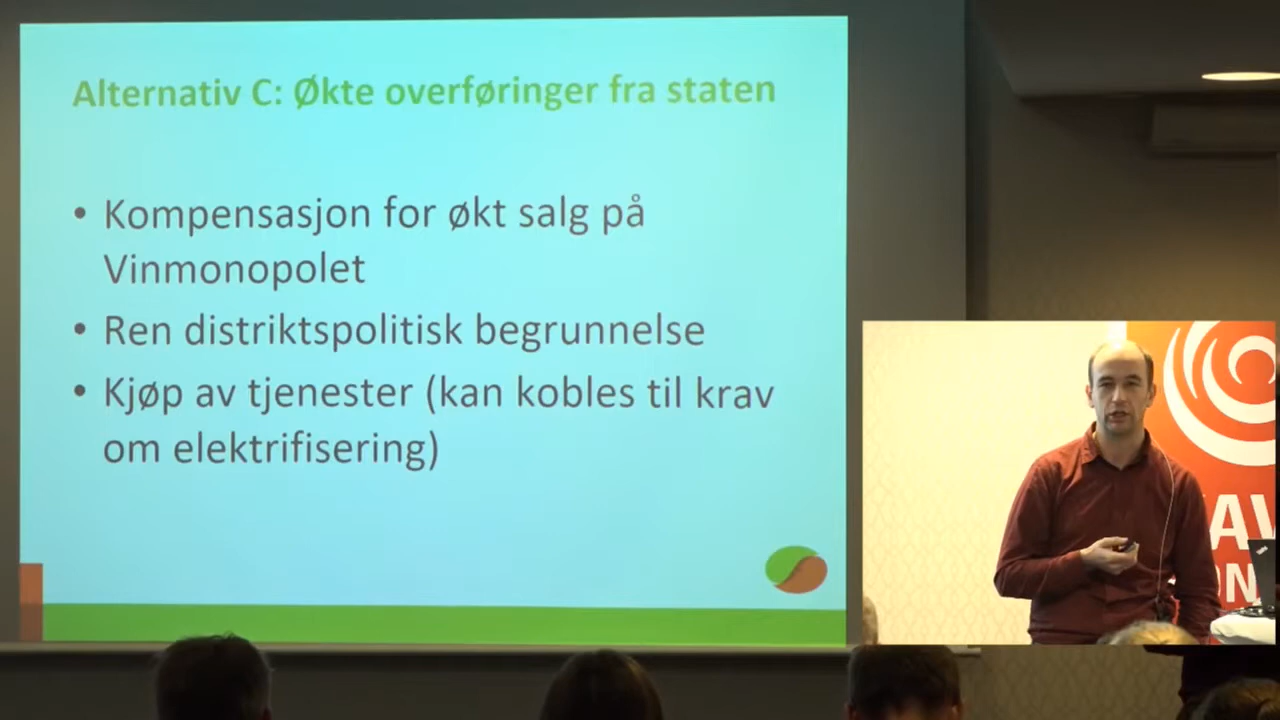 Alternativ C: Økte overføringer fra staten
• Kompensasjon for økt salg på
Vinmonopolet
• Ren distriktspolitisk begrunnelse
• Kjøp av tjenester (kan kobles til krav
om elektrifisering)